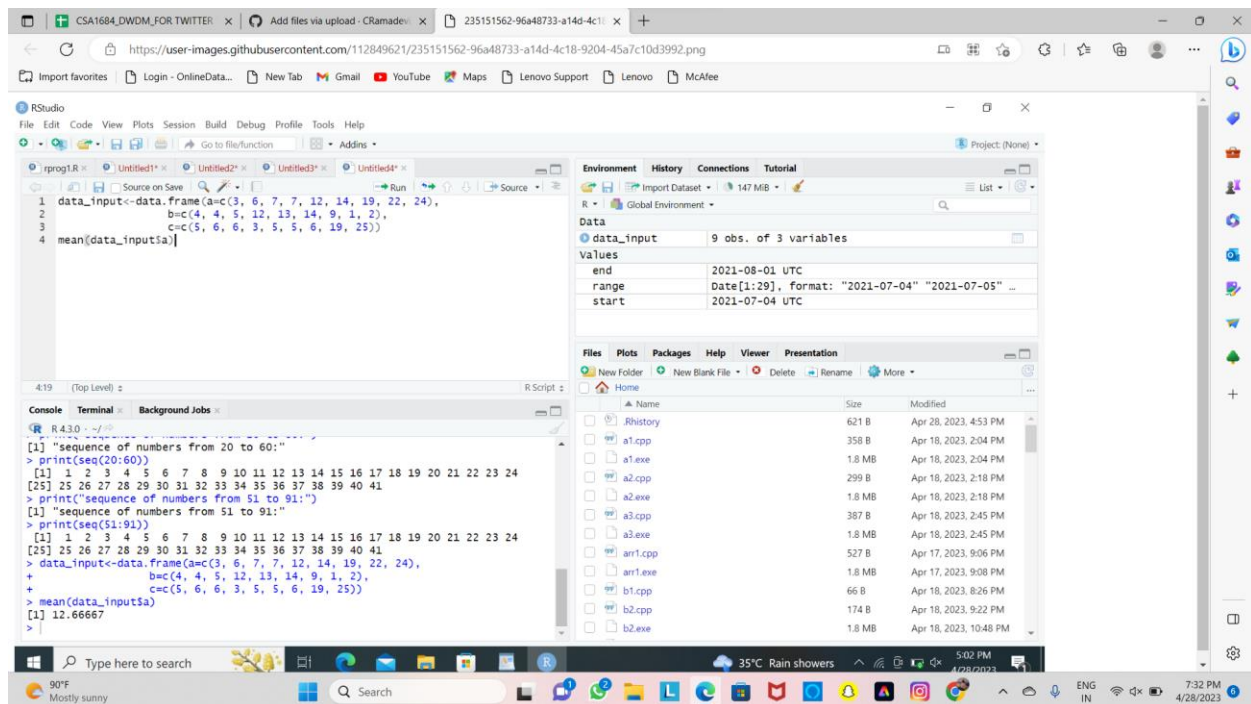 CSA1684_DWDM_FOR TWITTER
Add files via upload · CRamadevi
235151562-96a48733-a14d-4c18
https://user-images.githubusercontent.com/112849621/235151562-96a48733-a14d-4c18-9204-45a7c10d3992.png
Import favorites Login - OnlineData... New Tab Gmail YouTube Maps Lenovo Support Lenovo McAfee
RStudio
File Edit Code View Plots Session Build Debug Profile Tools Help
Go to file/function Addins Project: (None)
rprog1.R Untitled1* Untitled2* Untitled3* Untitled4*
Source on Save Run Source
1 data_input<-data.frame(a=c(3, 6, 7, 7, 12, 14, 19, 22, 24),
2 b=c(4, 4, 5, 12, 13, 14, 9, 1, 2),
3 c=c(5, 6, 6, 3, 5, 5, 6, 19, 25))
4 mean(data_input$a)
4:19 (Top Level) R Script
Console Terminal Background Jobs
R 4.3.0 · ~/
[1] "sequence of numbers from 20 to 60:"
> print(seq(20:60))
[1] 1 2 3 4 5 6 7 8 9 10 11 12 13 14 15 16 17 18 19 20 21 22 23 24
[25] 25 26 27 28 29 30 31 32 33 34 35 36 37 38 39 40 41
> print("sequence of numbers from 51 to 91:")
[1] "sequence of numbers from 51 to 91:"
> print(seq(51:91))
[1] 1 2 3 4 5 6 7 8 9 10 11 12 13 14 15 16 17 18 19 20 21 22 23 24
[25] 25 26 27 28 29 30 31 32 33 34 35 36 37 38 39 40 41
> data_input<-data.frame(a=c(3, 6, 7, 7, 12, 14, 19, 22, 24),
+ b=c(4, 4, 5, 12, 13, 14, 9, 1, 2),
+ c=c(5, 6, 6, 3, 5, 5, 6, 19, 25))
> mean(data_input$a)
[1] 12.66667
>
Environment History Connections Tutorial
Import Dataset 147 MiB List
R Global Environment
Data
data_input 9 obs. of 3 variables
Values
end 2021-08-01 UTC
range Date[1:29], format: "2021-07-04" "2021-07-05" …
start 2021-07-04 UTC
Files Plots Packages Help Viewer Presentation
New Folder New Blank File Delete Rename More
Home
Name Size Modified
.Rhistory 621 B Apr 28, 2023, 4:53 PM
a1.cpp 358 B Apr 18, 2023, 2:04 PM
a1.exe 1.8 MB Apr 18, 2023, 2:04 PM
a2.cpp 299 B Apr 18, 2023, 2:18 PM
a2.exe 1.8 MB Apr 18, 2023, 2:18 PM
a3.cpp 387 B Apr 18, 2023, 2:45 PM
a3.exe 1.8 MB Apr 18, 2023, 2:45 PM
arr1.cpp 527 B Apr 17, 2023, 9:06 PM
arr1.exe 1.8 MB Apr 17, 2023, 9:08 PM
b1.cpp 66 B Apr 18, 2023, 8:26 PM
b2.cpp 174 B Apr 18, 2023, 9:22 PM
b2.exe 1.8 MB Apr 18, 2023, 10:48 PM
Type here to search 35°C Rain showers 5:02 PM
4/28/2023
90°F
Mostly sunny
Search
ENG
IN
7:32 PM
4/28/2023
6